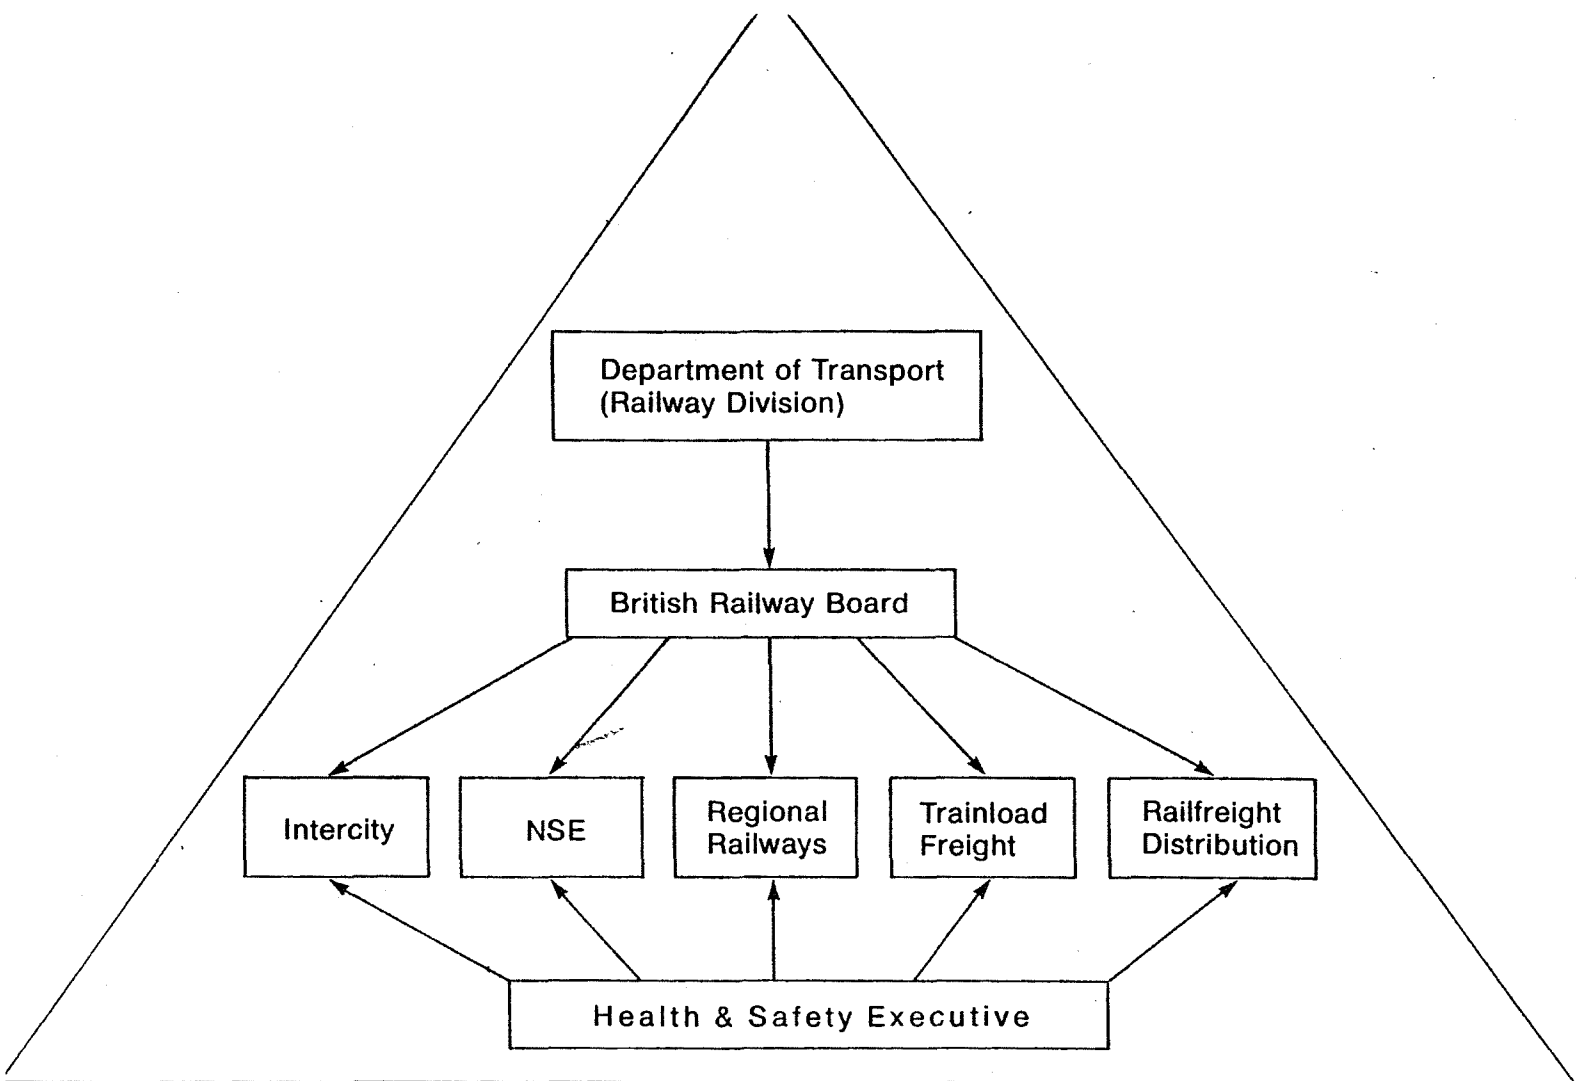 Department of Transport
(Railway Division)
British Railway Board
Intercity
NSE
Regional
Railways
Trainload
Freight
Railfreight
Distribution
Health & Safety Executive